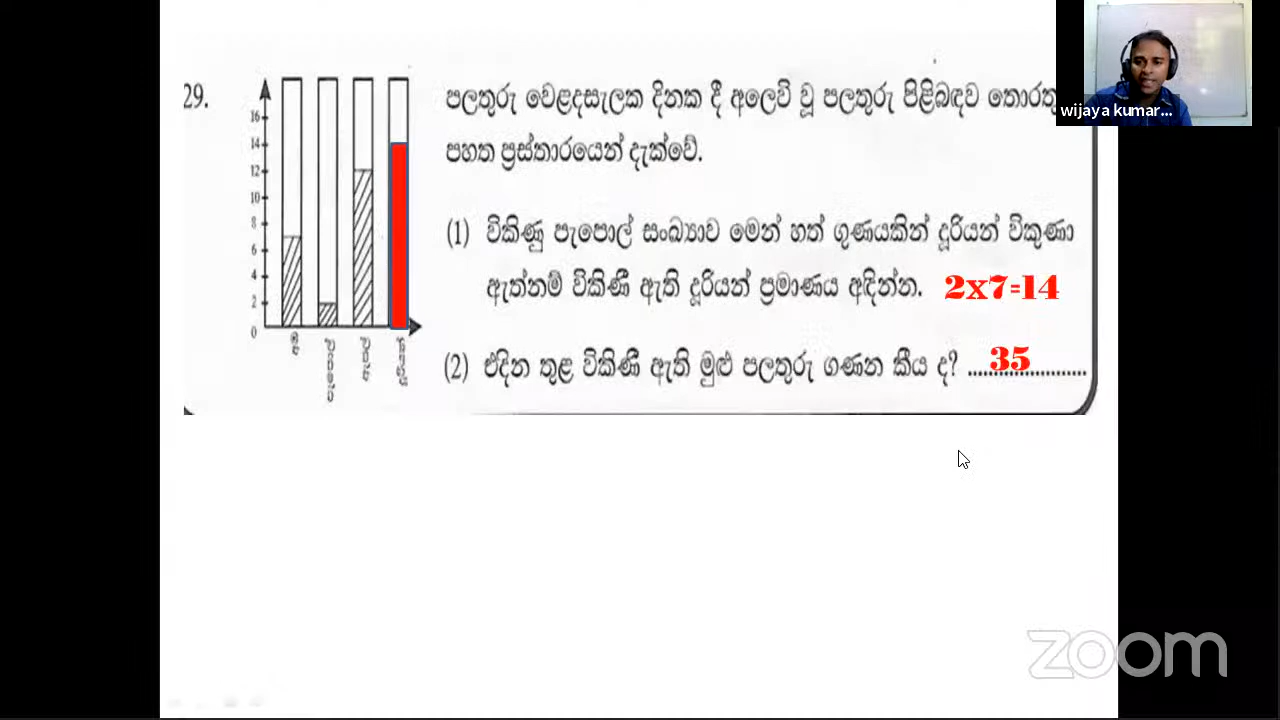 29.
16
14
12
10
8
6
4
2
0
පලතුරු වෙළදසැලක දිනක දී අලෙවි වූ පලතුරු පිළිබඳව තොරතු
පහත ප්‍රස්තාරයෙන් දැක්වේ.
(1) විකිණු පැපොල් සංඛ්‍යාව මෙන් හත් ගුණයකින් දූරියන් විකුණා
ඇත්නම් විකිණී ඇති දූරියන් ප්‍රමාණය අඳින්න. 2x7=14
(2) එදින තුළ විකිණී ඇති මුළු පලතුරු ගණන කීය ද? 35
wijaya kumar...
zoom